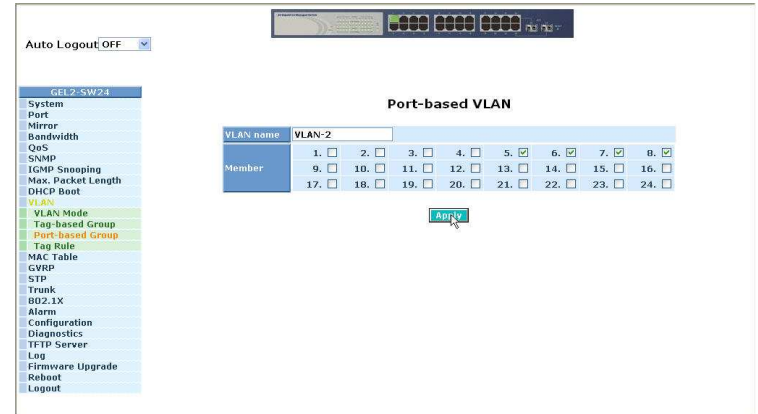 Auto Logout OFF
GEL2-SW24
System
Port
Mirror
Bandwidth
QoS
SNMP
IGMP Snooping
Max. Packet Length
DHCP Boot
VLAN
VLAN Mode
Tag-based Group
Port-based Group
Tag Rule
MAC Table
GVRP
STP
Trunk
802.1X
Alarm
Configuration
Diagnostics
TFTP Server
Log
Firmware Upgrade
Reboot
Logout
Port-based VLAN
VLAN name VLAN-2
Member
1. 2. 3. 4. 5. 6. 7. 8.
9. 10. 11. 12. 13. 14. 15. 16.
17. 18. 19. 20. 21. 22. 23. 24.
Apply